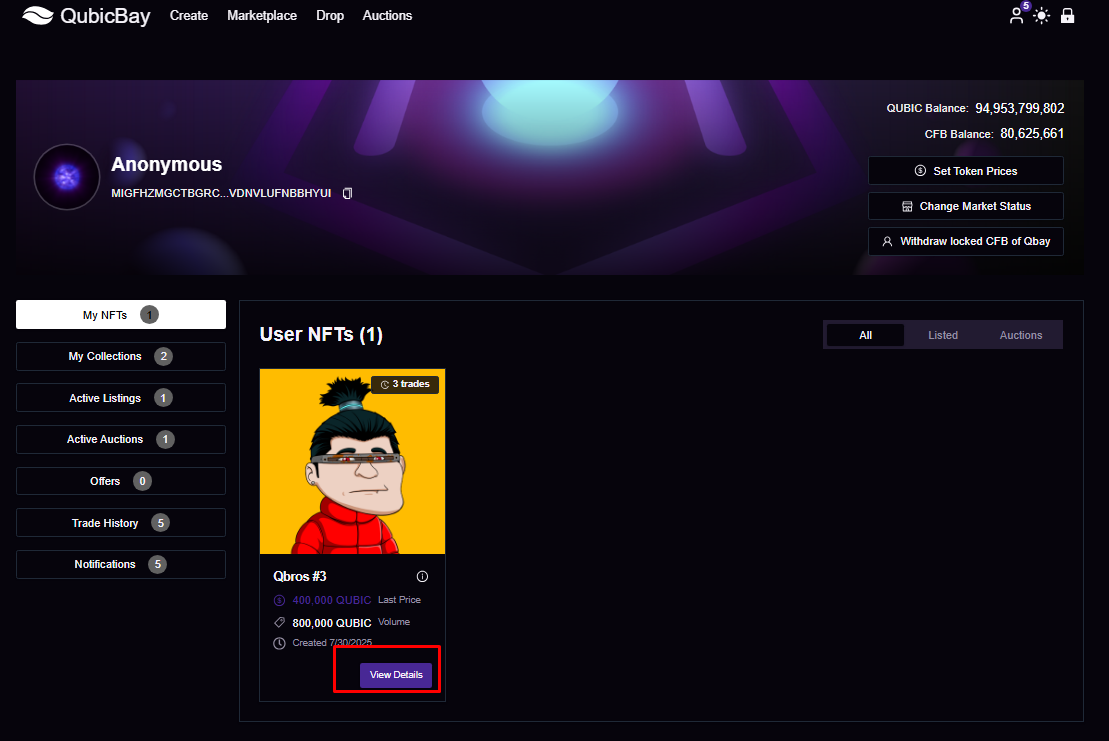 QubicBay Create Marketplace Drop Auctions 5
QUBIC Balance: 94,953,799,802
CFB Balance: 80,625,661
Anonymous
MIGFHZMGCTBGRC...VDNVLUFNBBHYUI
Set Token Prices
Change Market Status
Withdraw locked CFB of Qbay
My NFTs 1
My Collections 2
Active Listings 1
Active Auctions 1
Offers 0
Trade History 5
Notifications 5
User NFTs (1)
All Listed Auctions
3 trades
Qbros #3
400,000 QUBIC Last Price
800,000 QUBIC Volume
Created 7/30/2025
View Details